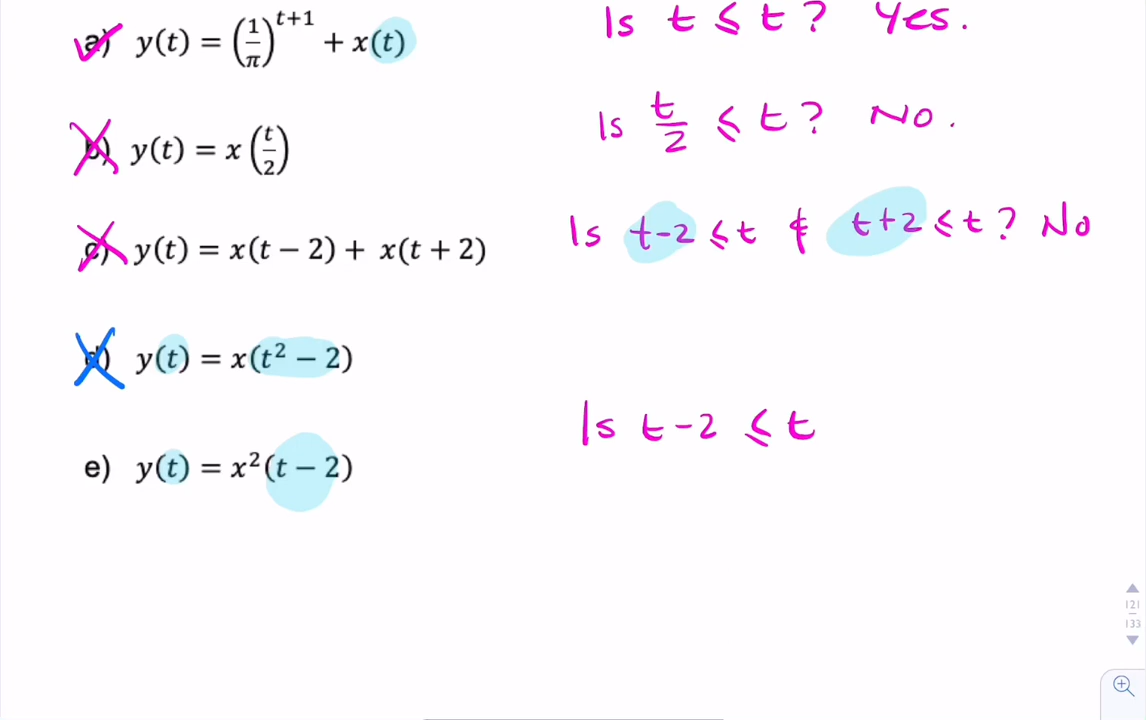 a) y(t) = (1/π)^(t+1) + x(t) Is t ≤ t? Yes.
b) y(t) = x(t/2) Is t/2 ≤ t? No.
c) y(t) = x(t − 2) + x(t + 2) Is t-2 ≤ t & t+2 ≤ t? No
d) y(t) = x(t² − 2)
Is t-2 ≤ t
e) y(t) = x²(t − 2)
121
133